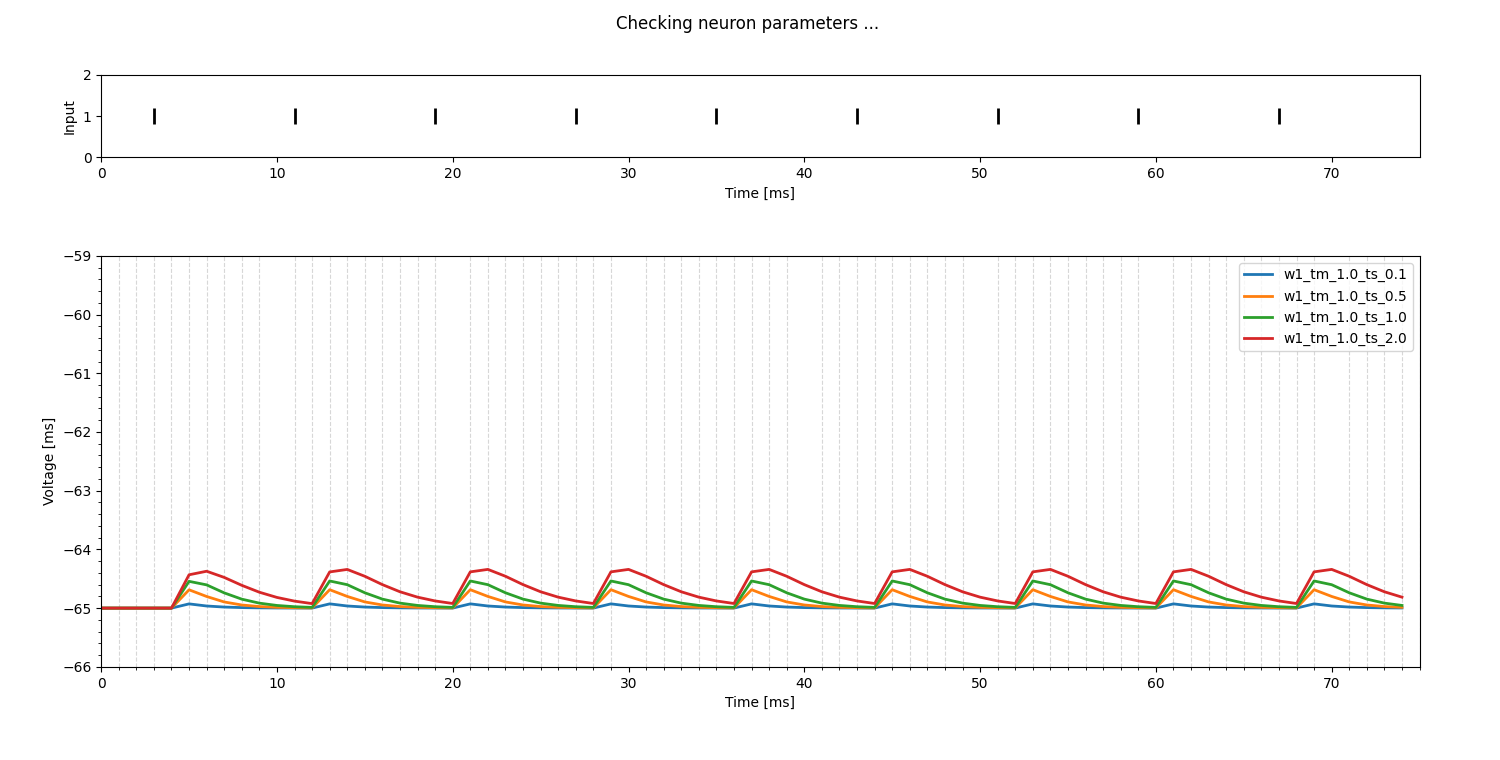 Checking neuron parameters ...
2
1
0
Input
0 10 20 30 40 50 60 70
Time [ms]
−59
−60
−61
−62
−63
−64
−65
−66
Voltage [ms]
w1_tm_1.0_ts_0.1
w1_tm_1.0_ts_0.5
w1_tm_1.0_ts_1.0
w1_tm_1.0_ts_2.0
0 10 20 30 40 50 60 70
Time [ms]